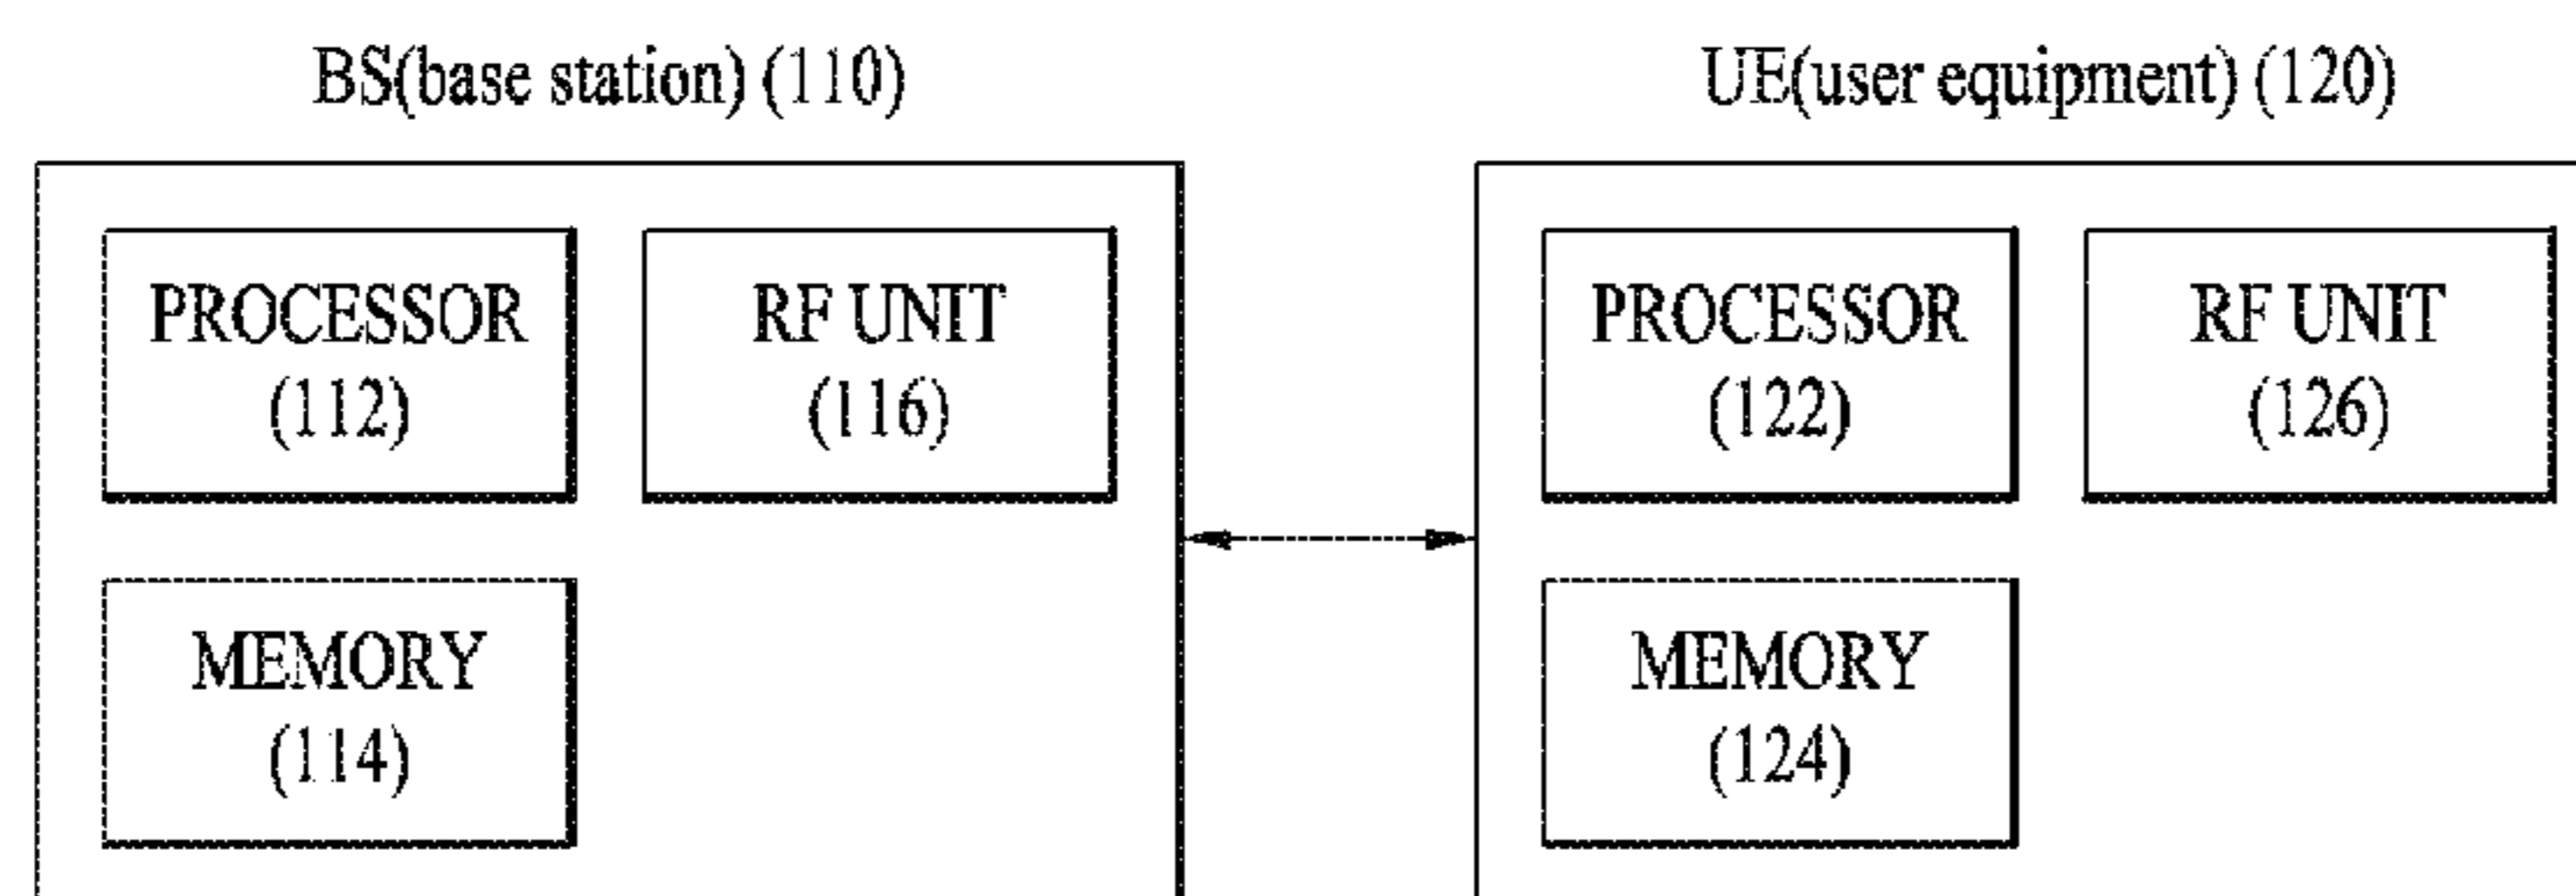 BS(base station) (110)
UE(user equipment) (120)
PROCESSOR
(112)
RF UNIT
(116)
MEMORY
(114)
PROCESSOR
(122)
RF UNIT
(126)
MEMORY
(124)